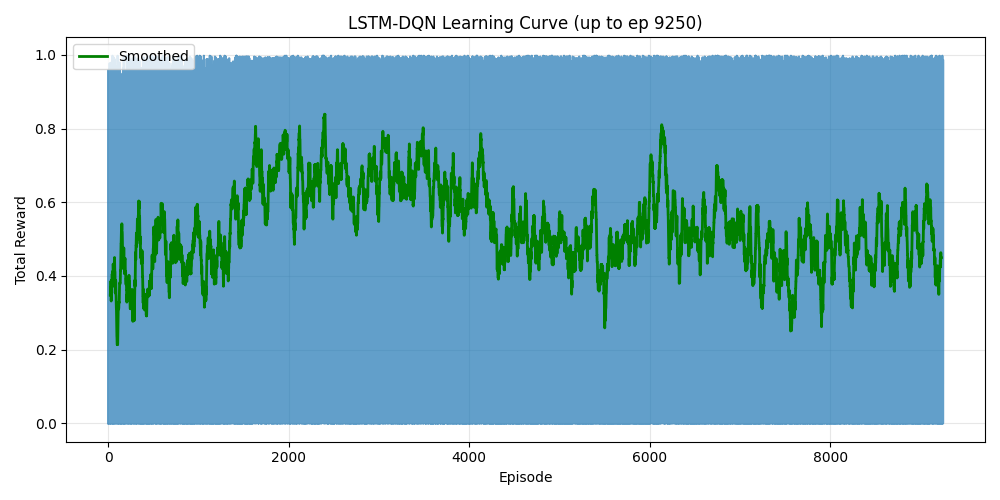 LSTM-DQN Learning Curve (up to ep 9250)
Smoothed
Total Reward
1.0
0.8
0.6
0.4
0.2
0.0
0 2000 4000 6000 8000
Episode